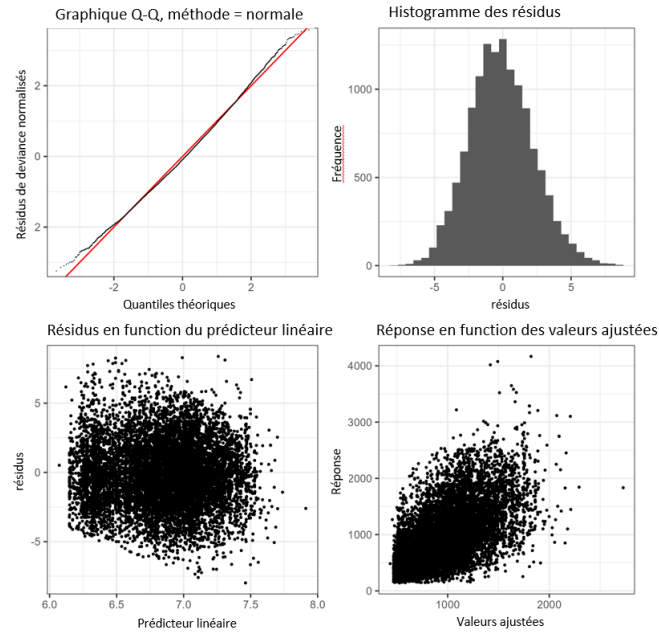 Graphique Q-Q, méthode = normale
Résidus de deviance normalisés
2
0
2
-2
0
2
Quantiles théoriques
Histogramme des résidus
Fréquence
1000
500
0
-5
0
5
résidus
Résidus en function du prédicteur linéaire
résidus
5
0
-5
6.0
6.5
7.0
7.5
8.0
Prédicteur linéaire
Réponse en function des valeurs ajustées
Réponse
4000
3000
2000
1000
0
1000
2000
Valeurs ajustées